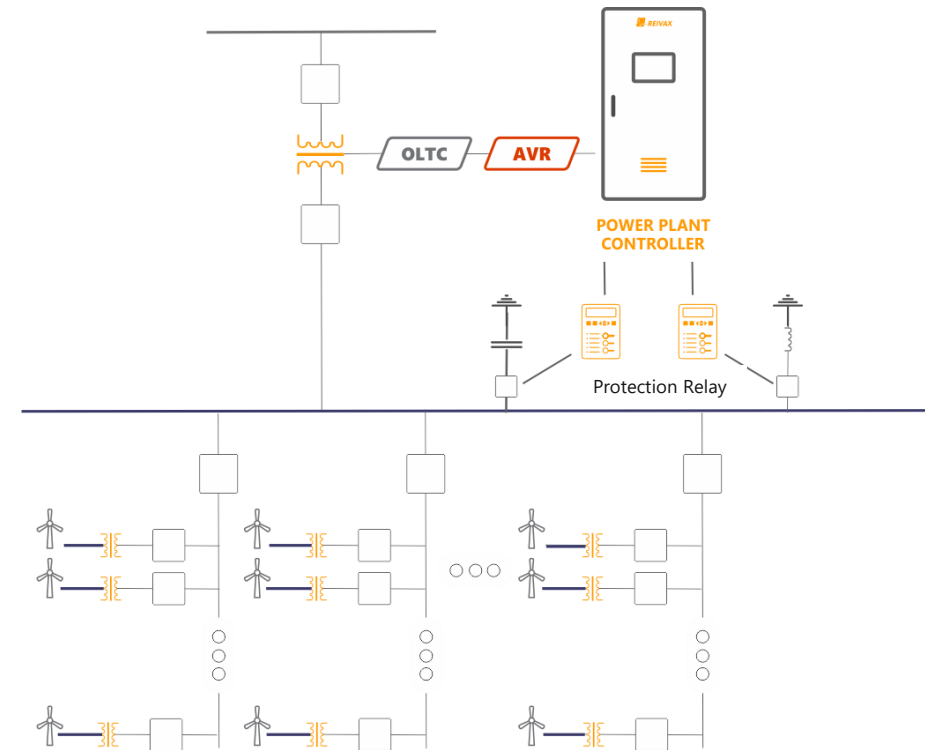 REIVAX
OLTC
AVR
POWER PLANT
CONTROLLER
Protection Relay